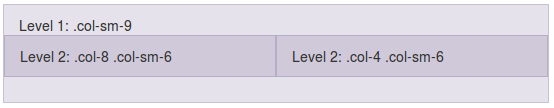 Level 1: .col-sm-9
Level 2: .col-8 .col-sm-6
Level 2: .col-4 .col-sm-6